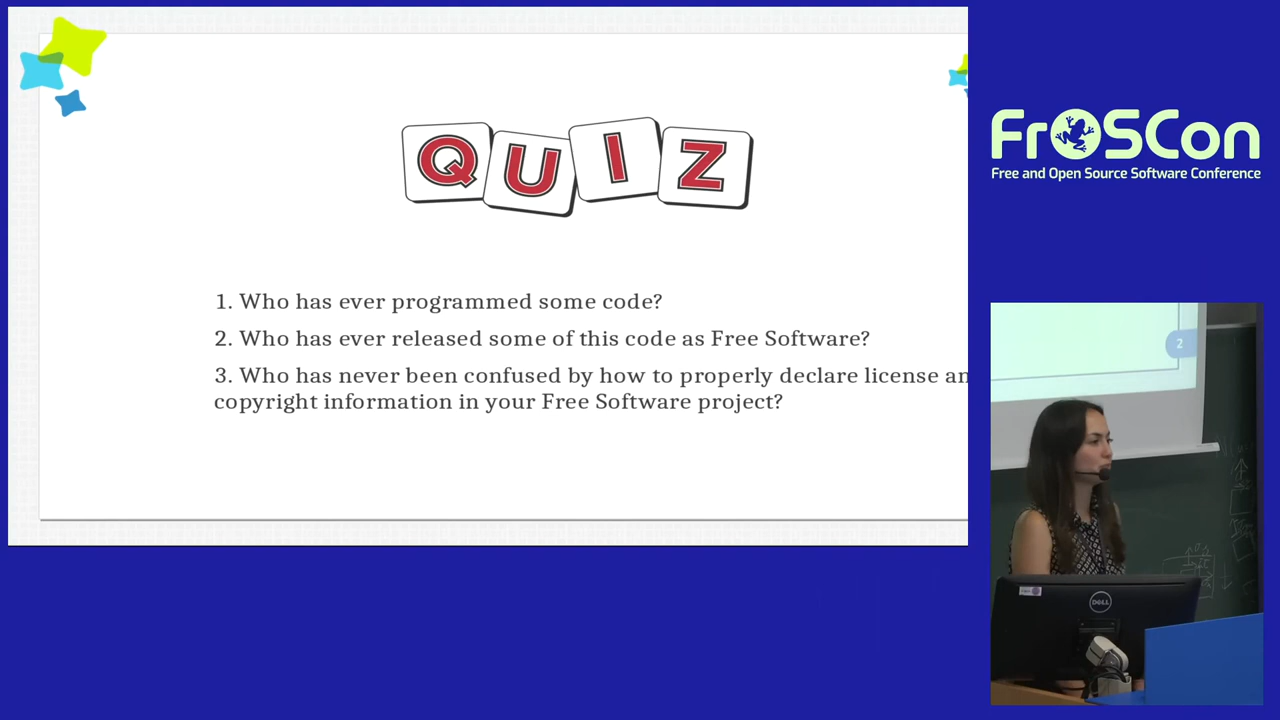 QUIZ
1. Who has ever programmed some code?
2. Who has ever released some of this code as Free Software?
3. Who has never been confused by how to properly declare license an
copyright information in your Free Software project?
FrOSCon
Free and Open Source Software Conference
2
DELL